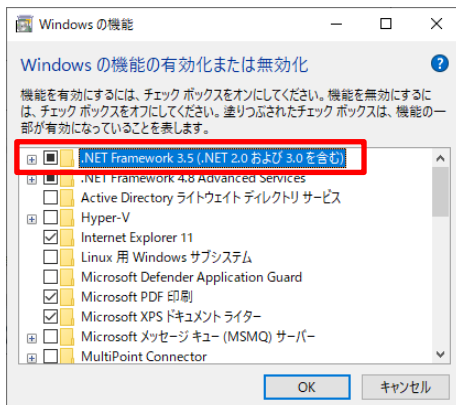 Windows の機能
Windows の機能の有効化または無効化
機能を有効にするには、チェック ボックスをオンにしてください。機能を無効にするに
は、チェック ボックスをオフにしてください。塗りつぶされたチェック ボックスは、機能の一
部が有効になっていることを表します。
.NET Framework 3.5 (.NET 2.0 および 3.0 を含む)
.NET Framework 4.8 Advanced Services
Active Directory ライトウェイト ディレクトリ サービス
Hyper-V
Internet Explorer 11
Linux 用 Windows サブシステム
Microsoft Defender Application Guard
Microsoft PDF 印刷
Microsoft XPS ドキュメント ライター
Microsoft メッセージ キュー (MSMQ) サーバー
MultiPoint Connector
OK キャンセル